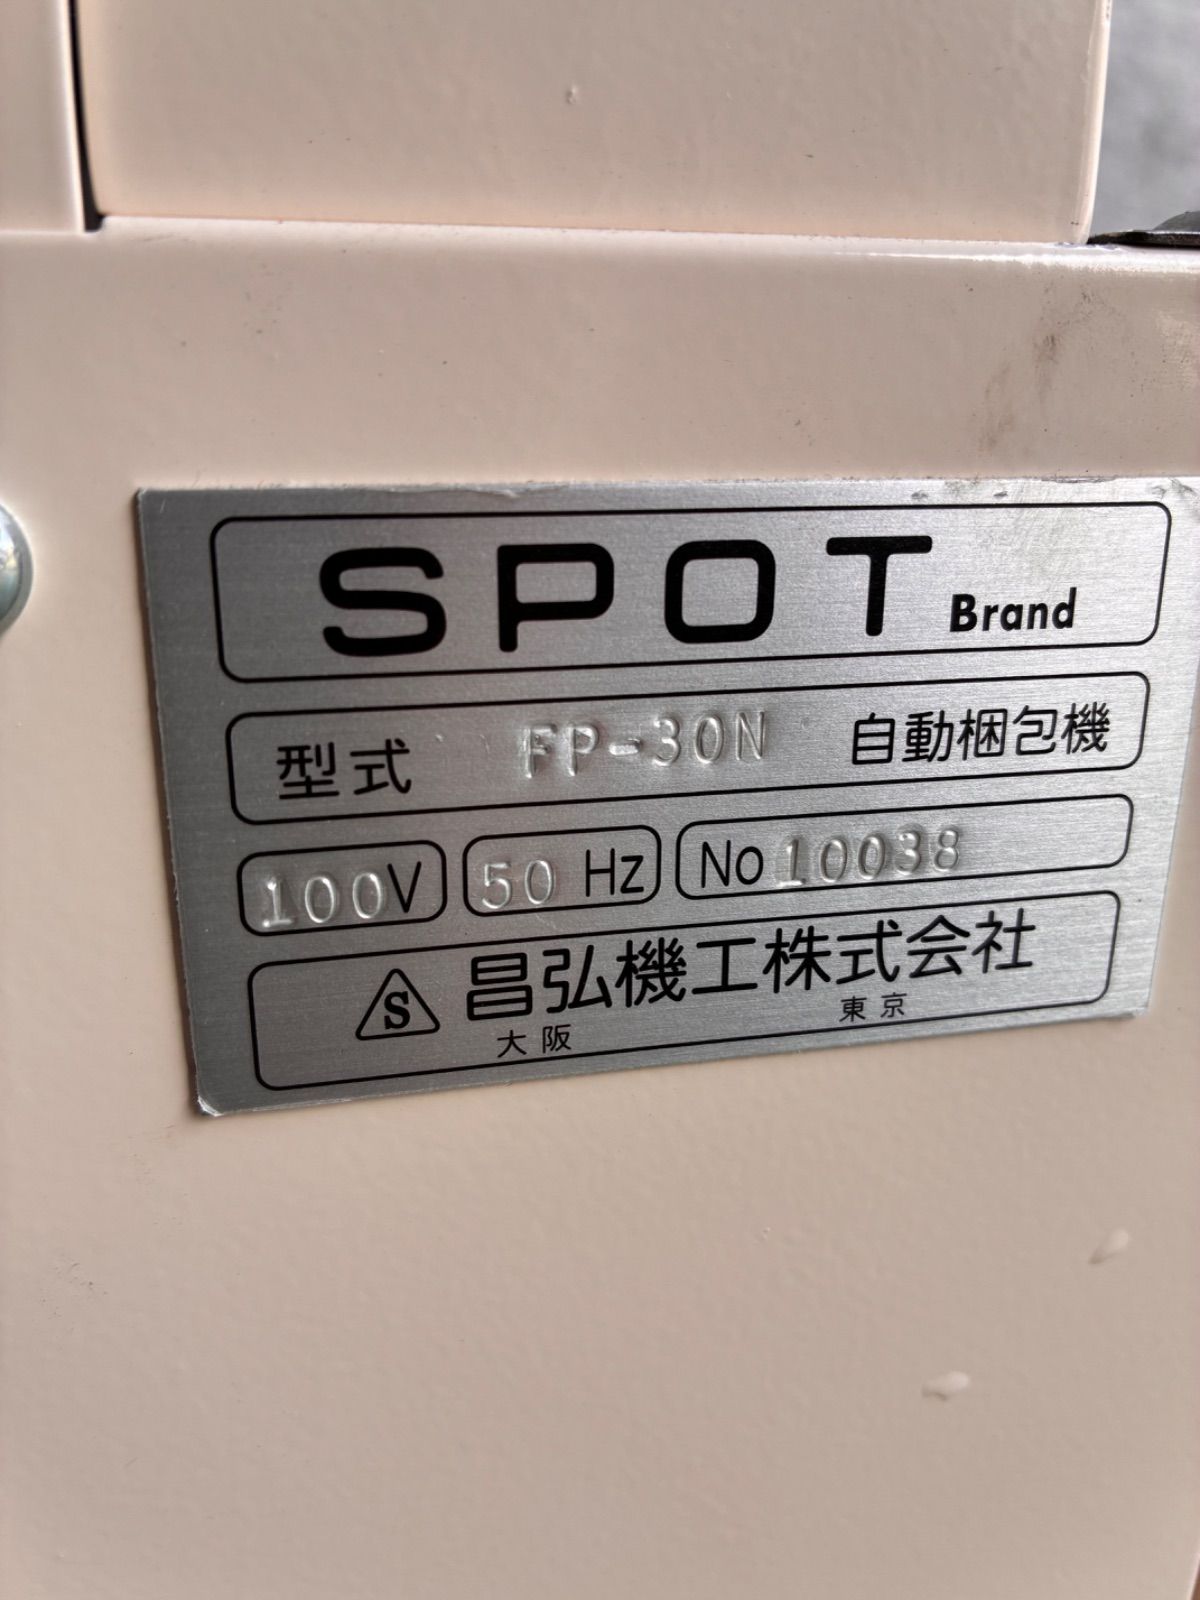 SPOT Brand
型式 FP-30N 自動梱包機
100V 50 Hz No 10038
S 昌弘機工株式会社
大阪 東京